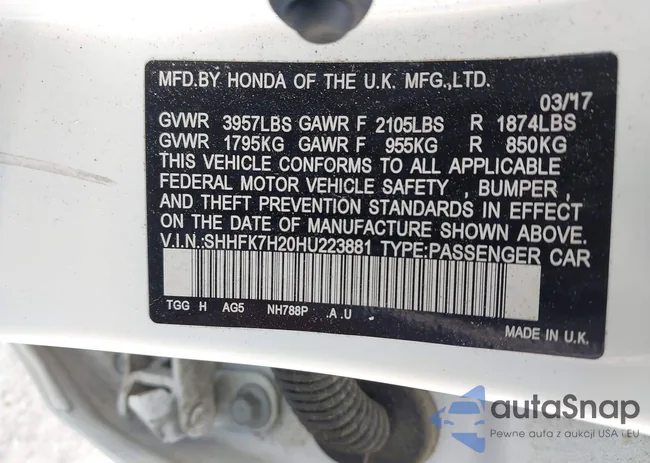 MFD.BY HONDA OF THE U.K. MFG.,LTD.
03/17
GVWR 3957LBS GAWR F 2105LBS R 1874LBS
GVWR 1795KG GAWR F 955KG R 850KG
THIS VEHICLE CONFORMS TO ALL APPLICABLE
FEDERAL MOTOR VEHICLE SAFETY , BUMPER ,
AND THEFT PREVENTION STANDARDS IN EFFECT
ON THE DATE OF MANUFACTURE SHOWN ABOVE.
V.I.N.:SHHFK7H20HU223881 TYPE:PASSENGER CAR
TGG H AG5 NH788P .A .U
MADE IN U.K.
autaSnap
Pewne auta z aukcji USA i EU